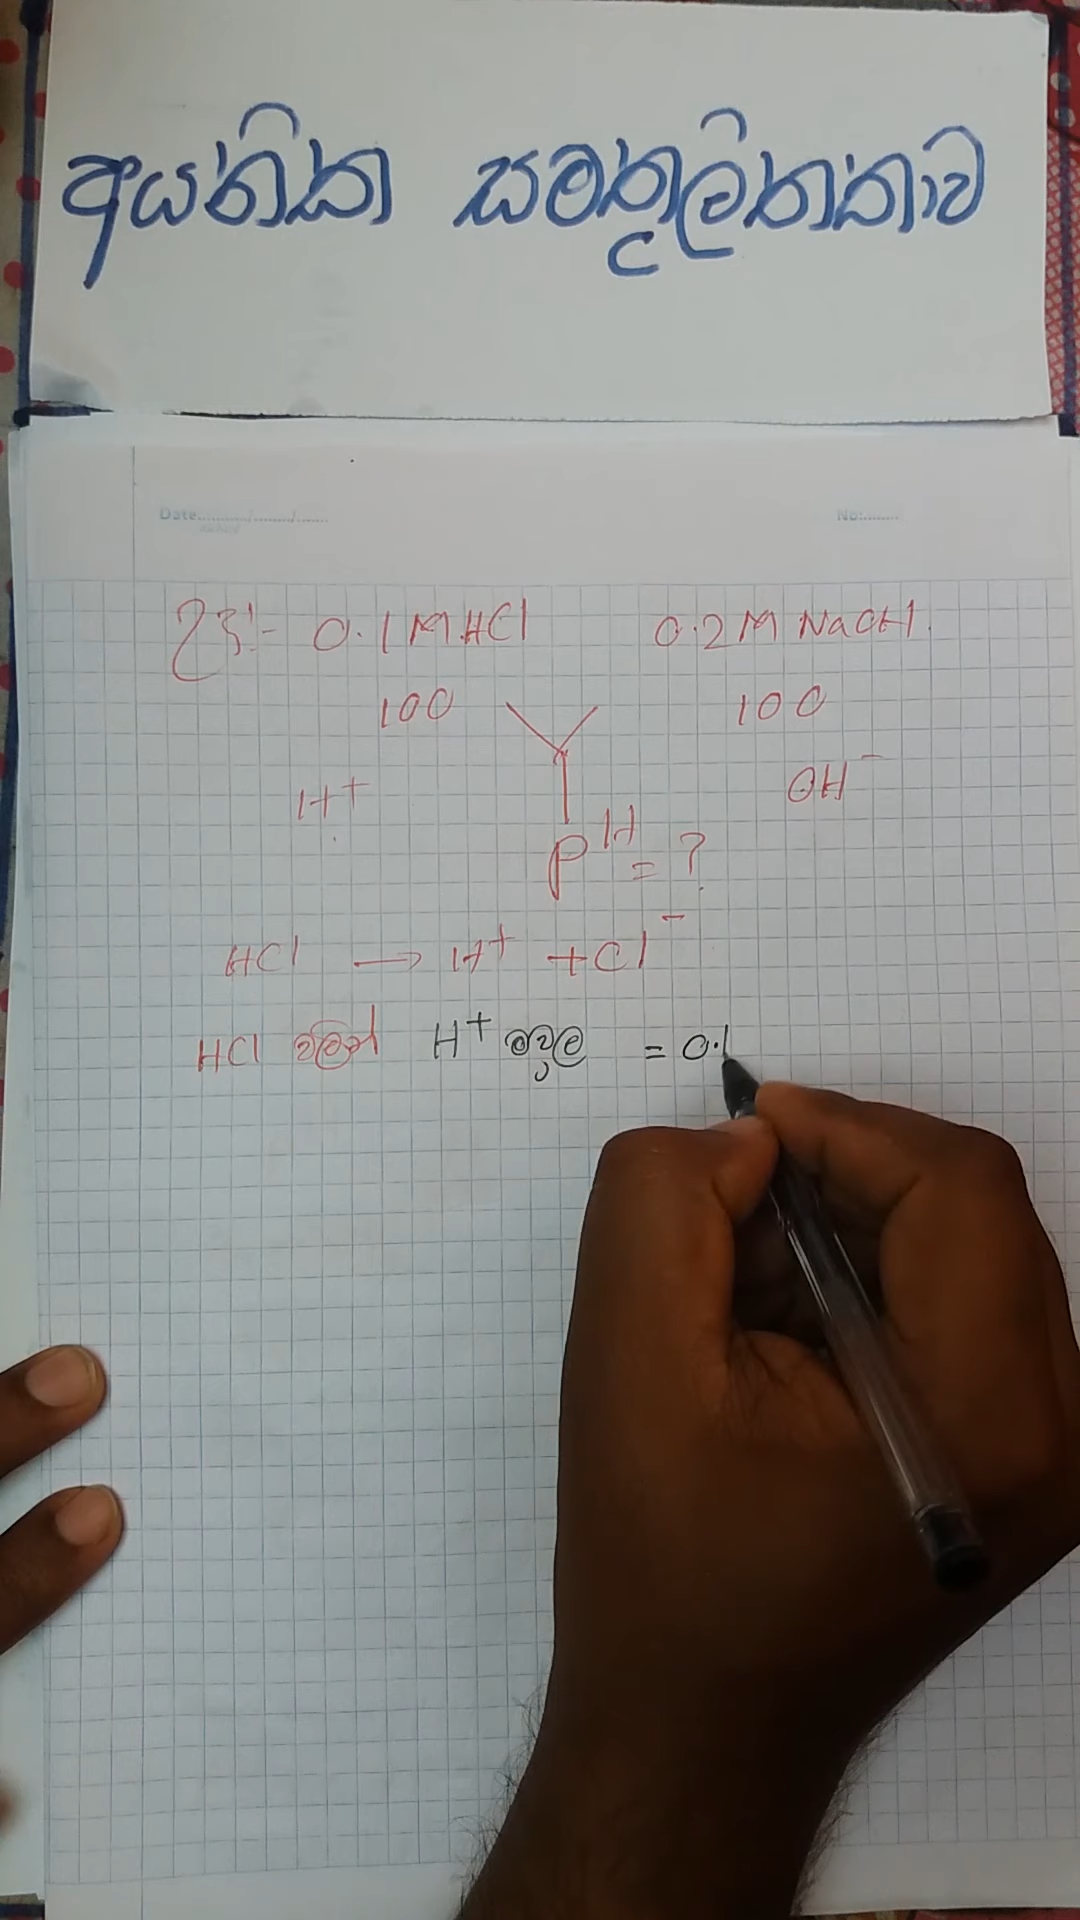 අයනික සමතුලිතතාව
Date:......../......../........
No:........
උදා:- 0.1M HCl 0.2M NaOH.
100 100
H⁺ OH⁻
Pᴴ = ?
HCl → H⁺ + Cl⁻
HCl වලින් H⁺ මවුල = 0.1